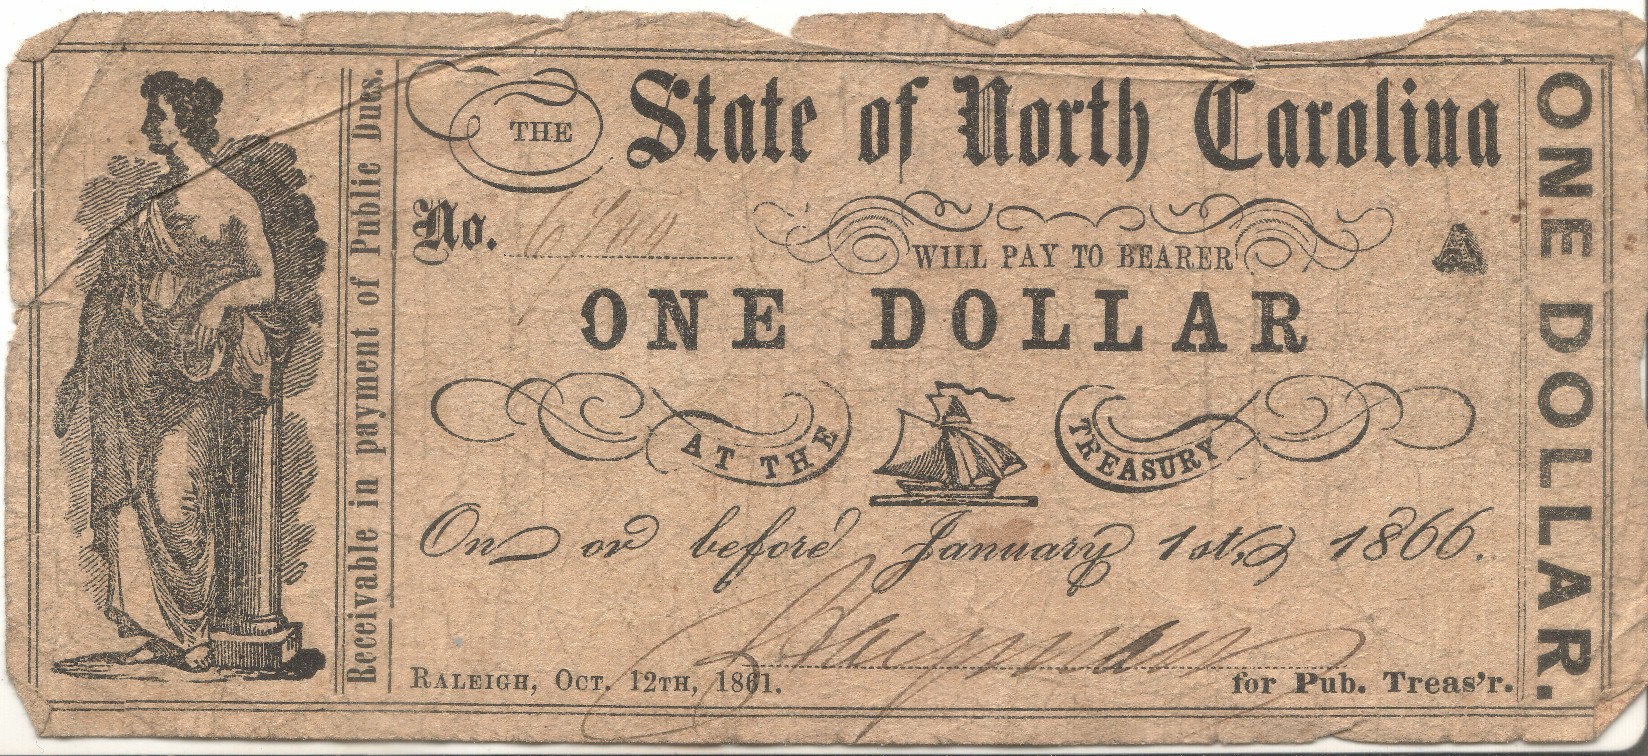 Receivable in payment of Public Dues.
THE State of North Carolina
No.
WILL PAY TO BEARER
A
ONE DOLLAR
AT THE TREASURY
On or before January 1st, 1866.
RALEIGH, OCT. 12TH, 1861.
for Pub. Treas'r.
ONE DOLLAR.